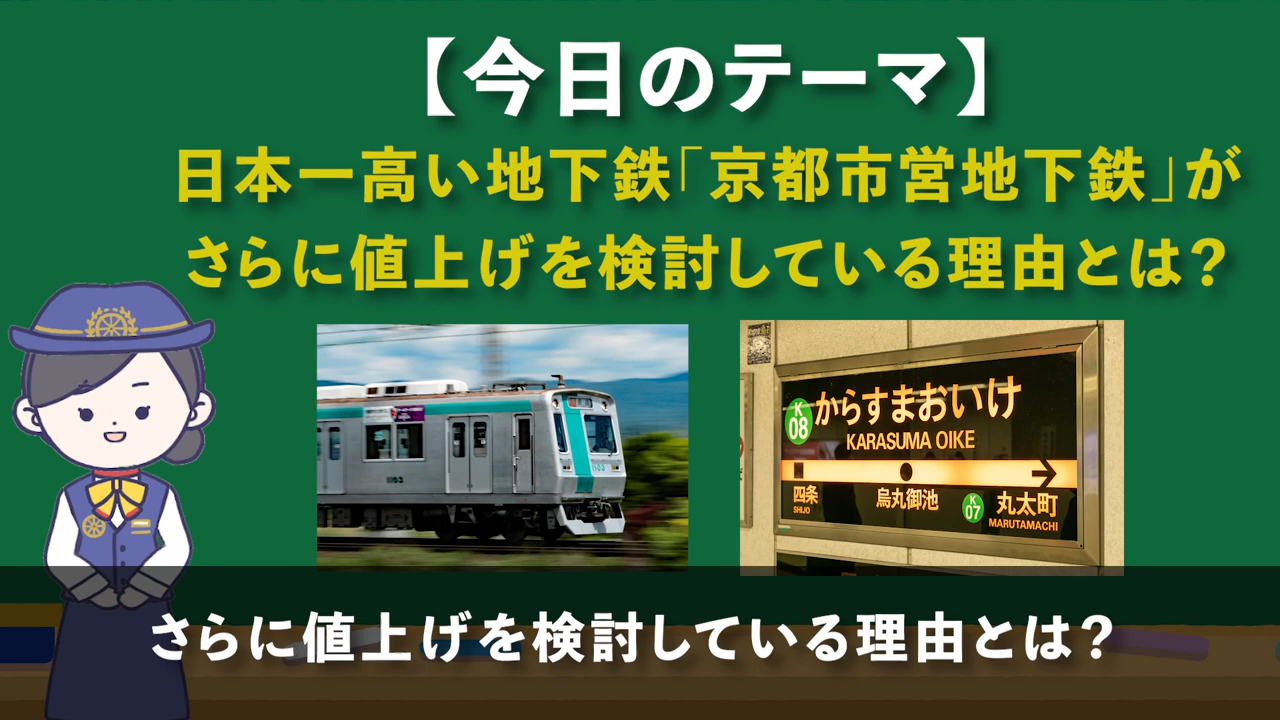 【今日のテーマ】
日本一高い地下鉄「京都市営地下鉄」が
さらに値上げを検討している理由とは？
1103
K
08
からすまおいけ
KARASUMA OIKE
四条
SHIJO
烏丸御池
K
07
丸太町
MARUTAMACHI
さらに値上げを検討している理由とは？